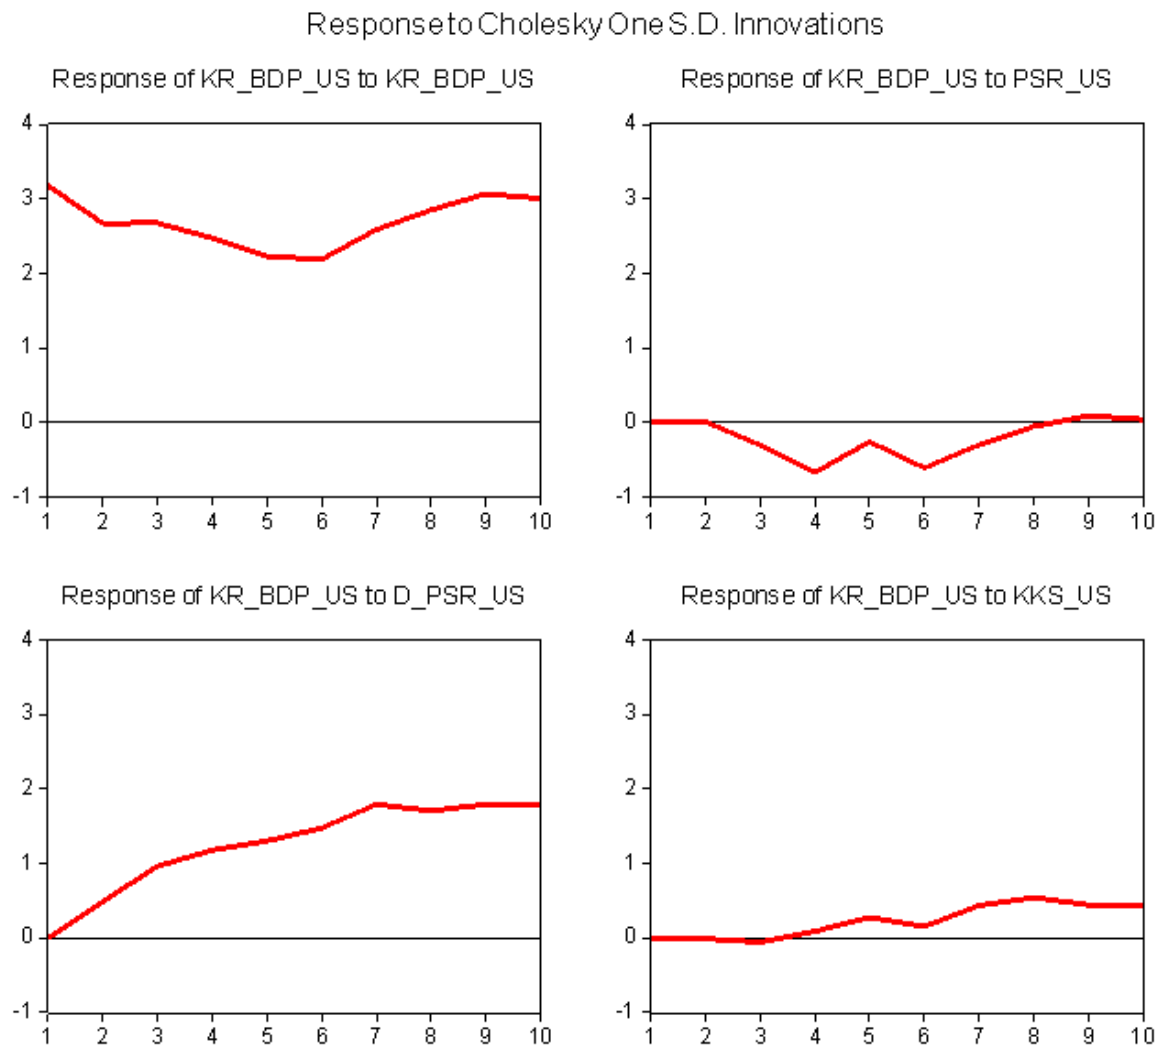 Response to Cholesky One S.D. Innovations
Response of KR_BDP_US to KR_BDP_US
4
3
2
1
0
-1
1 2 3 4 5 6 7 8 9 10
Response of KR_BDP_US to PSR_US
4
3
2
1
0
-1
1 2 3 4 5 6 7 8 9 10
Response of KR_BDP_US to D_PSR_US
4
3
2
1
0
-1
1 2 3 4 5 6 7 8 9 10
Response of KR_BDP_US to KKS_US
4
3
2
1
0
-1
1 2 3 4 5 6 7 8 9 10